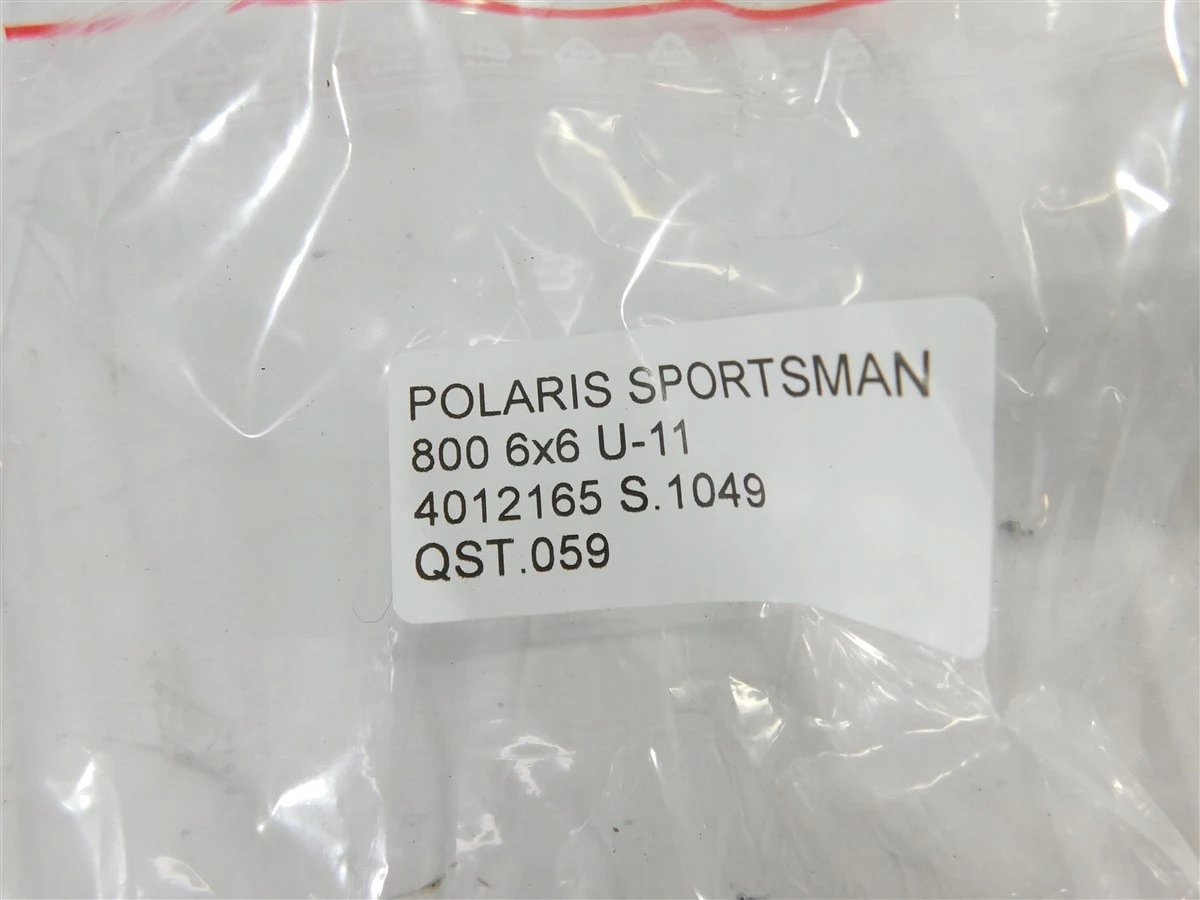 POLARIS SPORTSMAN
800 6x6 U-11
4012165 S.1049
QST.059